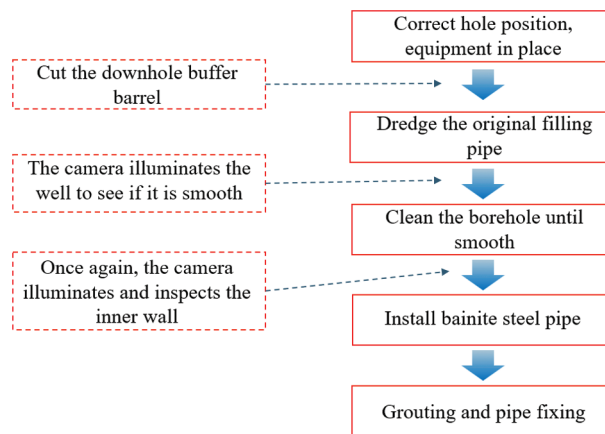 Correct hole position,
equipment in place
Cut the downhole buffer
barrel
Dredge the original filling
pipe
The camera illuminates the
well to see if it is smooth
Clean the borehole until
smooth
Once again, the camera
illuminates and inspects the
inner wall
Install bainite steel pipe
Grouting and pipe fixing